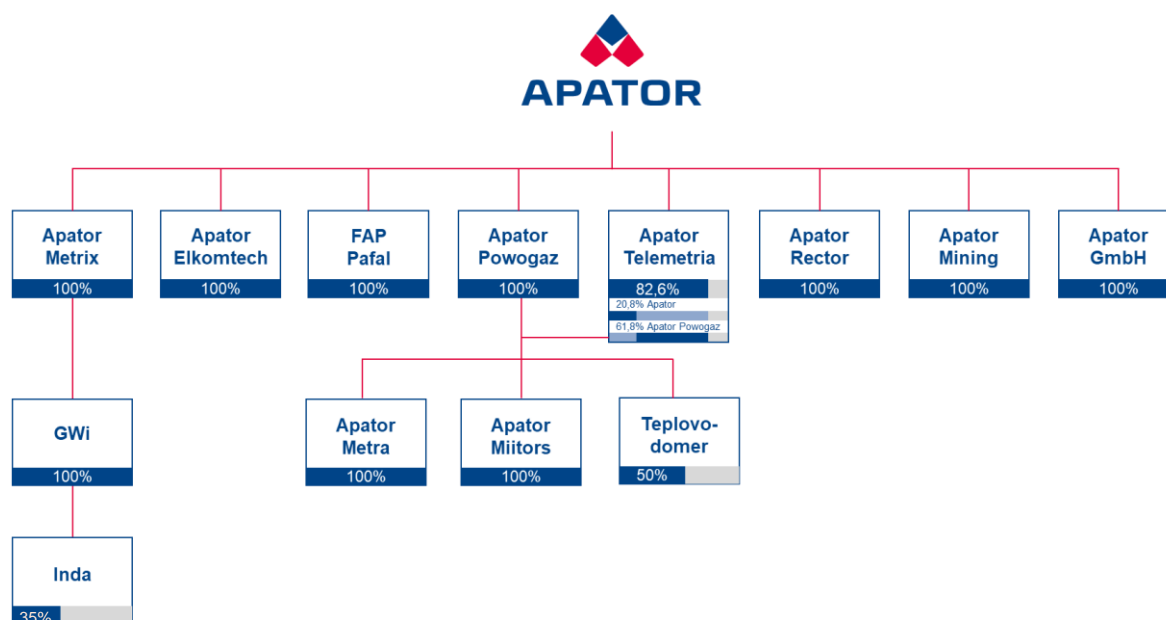 APATOR
Apator
Metrix
100%
Apator
Elkomtech
100%
FAP
Pafal
100%
Apator
Powogaz
100%
Apator
Telemetria
82,6%
20,8% Apator
61,8% Apator Powogaz
Apator
Rector
100%
Apator
Mining
100%
Apator
GmbH
100%
GWi
100%
Apator
Metra
100%
Apator
Miitors
100%
Teplovo-
domer
50%
Inda
35%